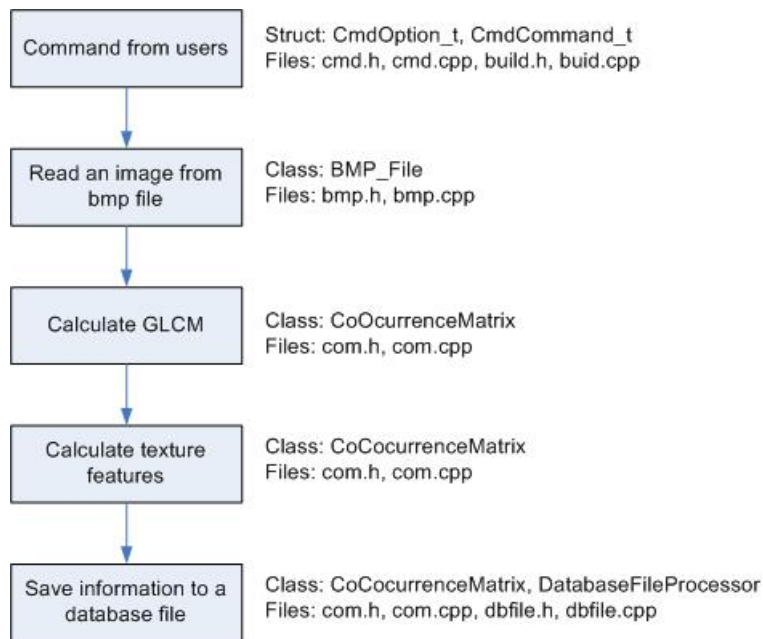 Command from users
Struct: CmdOption_t, CmdCommand_t
Files: cmd.h, cmd.cpp, build.h, buid.cpp
Read an image from
bmp file
Class: BMP_File
Files: bmp.h, bmp.cpp
Calculate GLCM
Class: CoOcurrenceMatrix
Files: com.h, com.cpp
Calculate texture
features
Class: CoCocurrenceMatrix
Files: com.h, com.cpp
Save information to a
database file
Class: CoCocurrenceMatrix, DatabaseFileProcessor
Files: com.h, com.cpp, dbfile.h, dbfile.cpp